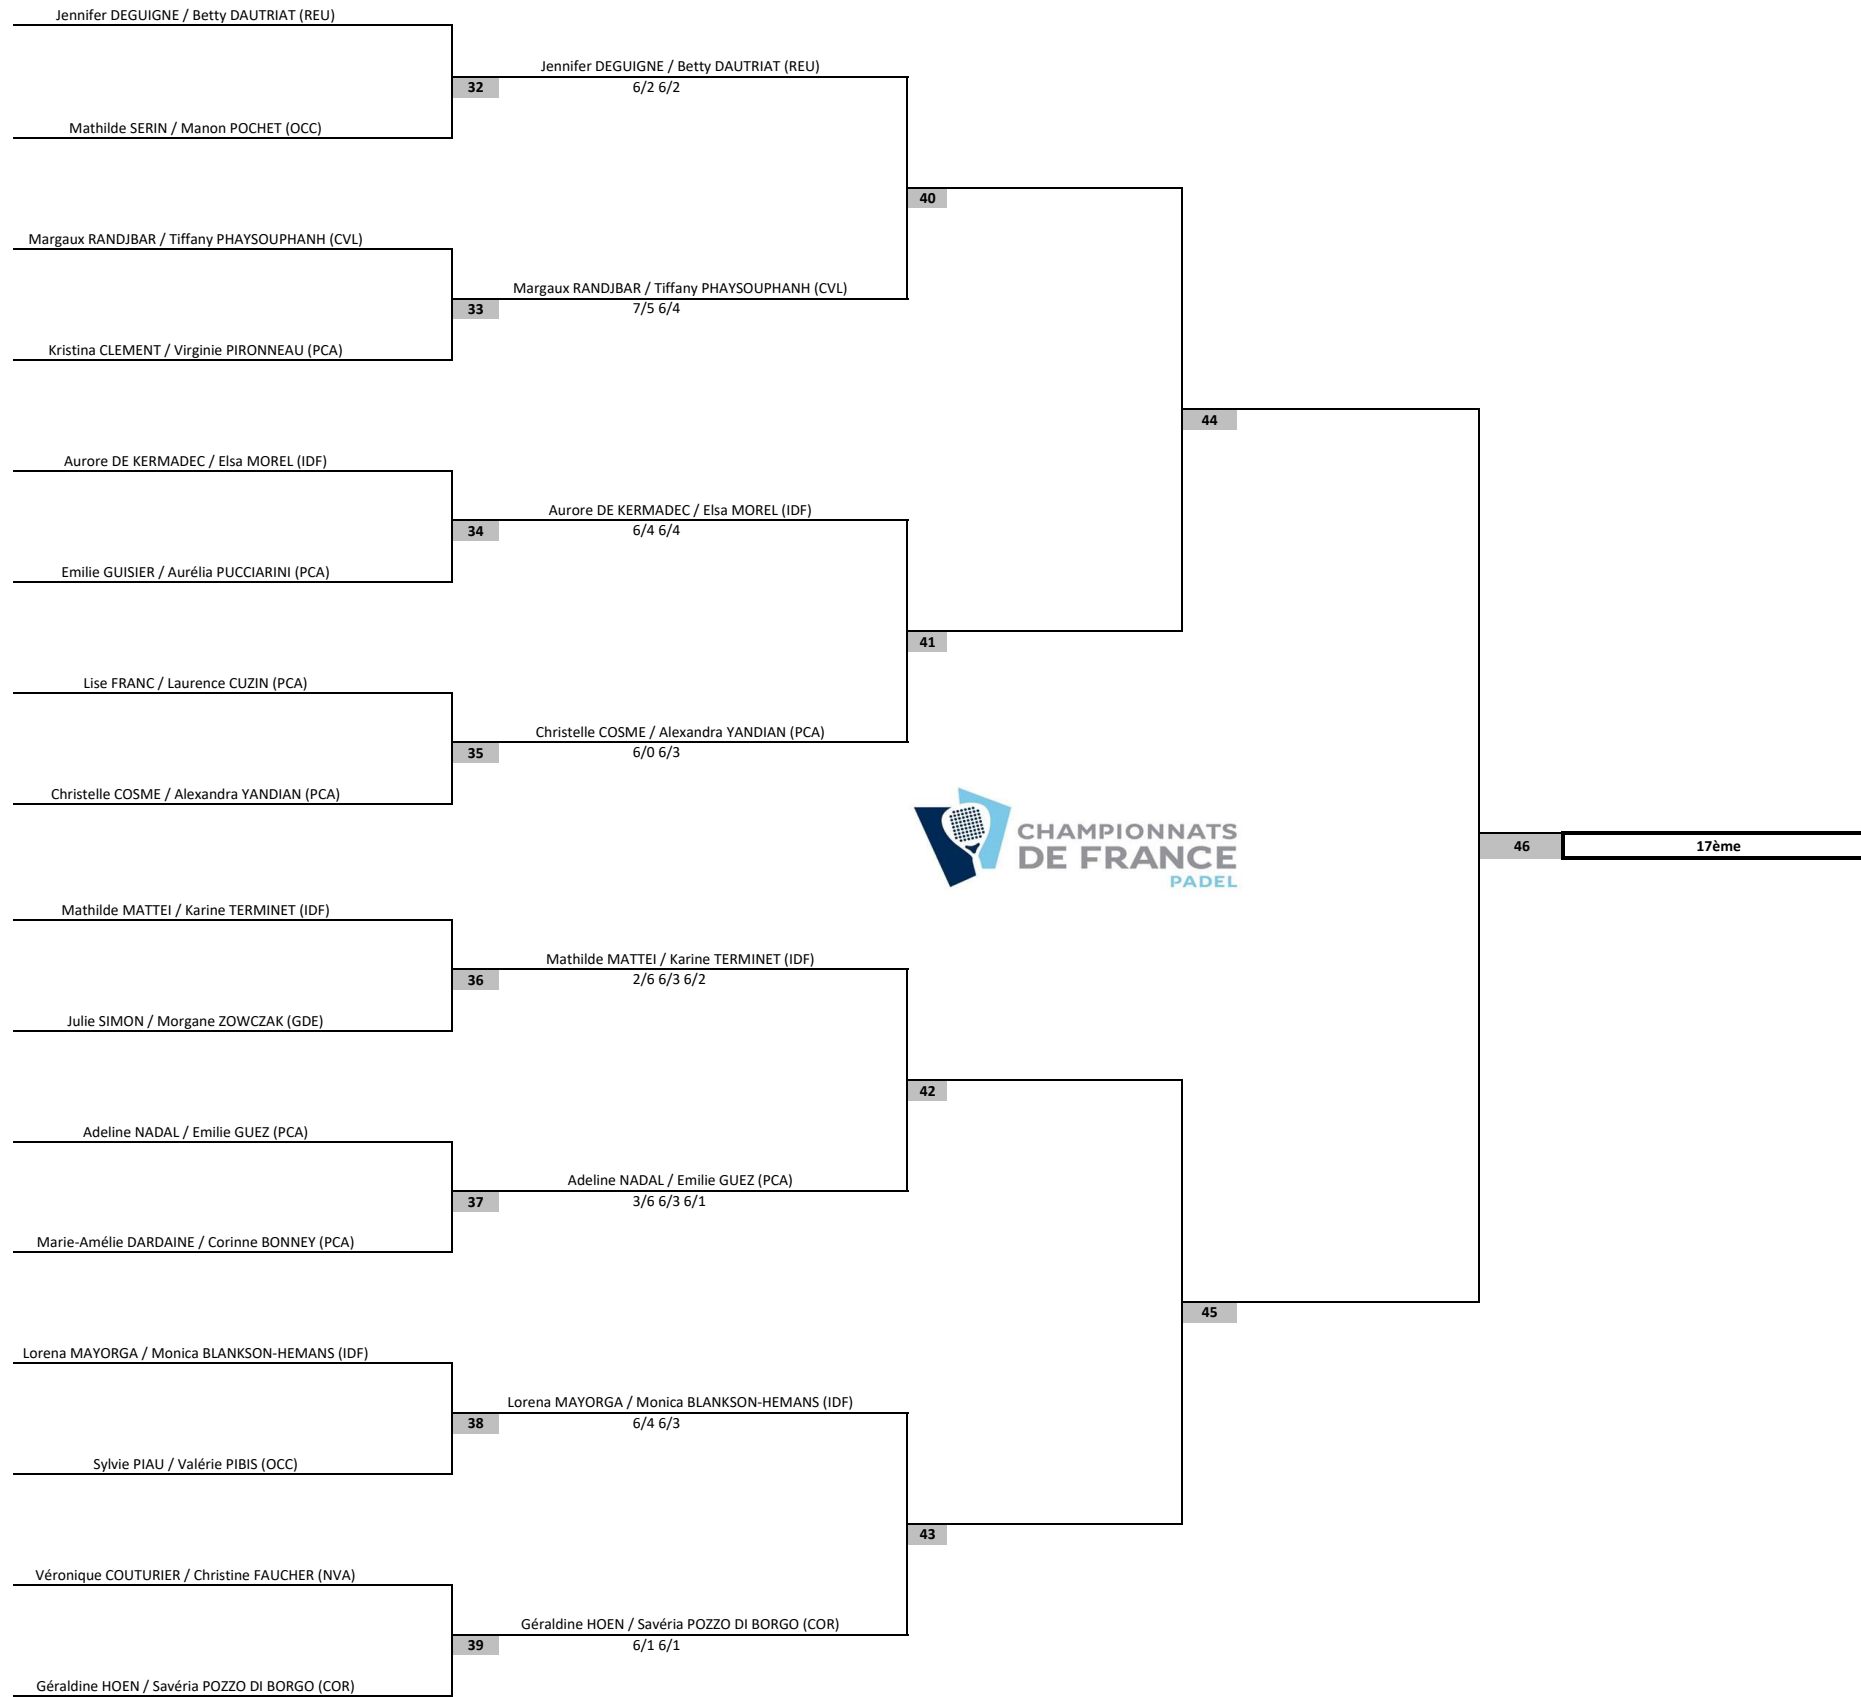 Jennifer DEGUIGNE / Betty DAUTRIAT (REU)
Jennifer DEGUIGNE / Betty DAUTRIAT (REU)
32
6/2 6/2
Mathilde SERIN / Manon POCHET (OCC)
40
Margaux RANDJBAR / Tiffany PHAYSOUPHANH (CVL)
Margaux RANDJBAR / Tiffany PHAYSOUPHANH (CVL)
33
7/5 6/4
Kristina CLEMENT / Virginie PIRONNEAU (PCA)
44
Aurore DE KERMADEC / Elsa MOREL (IDF)
Aurore DE KERMADEC / Elsa MOREL (IDF)
34
6/4 6/4
Emilie GUISIER / Aurélia PUCCIARINI (PCA)
41
Lise FRANC / Laurence CUZIN (PCA)
Christelle COSME / Alexandra YANDIAN (PCA)
35
6/0 6/3
Christelle COSME / Alexandra YANDIAN (PCA)
CHAMPIONNATS
DE FRANCE
PADEL
46
17ème
Mathilde MATTEI / Karine TERMINET (IDF)
Mathilde MATTEI / Karine TERMINET (IDF)
36
2/6 6/3 6/2
Julie SIMON / Morgane ZOWCZAK (GDE)
42
Adeline NADAL / Emilie GUEZ (PCA)
Adeline NADAL / Emilie GUEZ (PCA)
37
3/6 6/3 6/1
Marie-Amélie DARDAINE / Corinne BONNEY (PCA)
45
Lorena MAYORGA / Monica BLANKSON-HEMANS (IDF)
Lorena MAYORGA / Monica BLANKSON-HEMANS (IDF)
38
6/4 6/3
Sylvie PIAU / Valérie PIBIS (OCC)
43
Véronique COUTURIER / Christine FAUCHER (NVA)
Géraldine HOEN / Savéria POZZO DI BORGO (COR)
39
6/1 6/1
Géraldine HOEN / Savéria POZZO DI BORGO (COR)